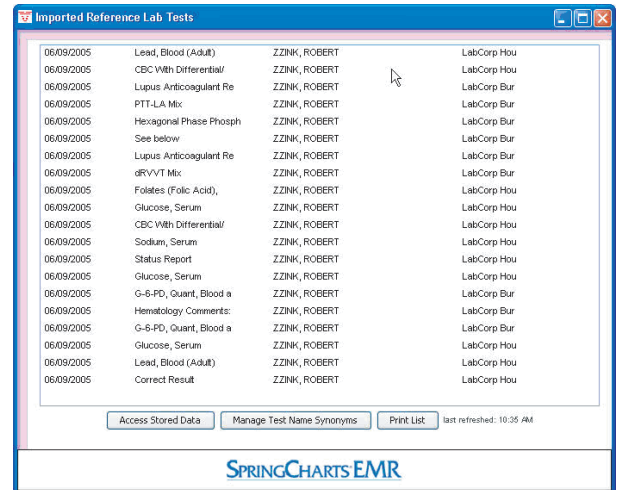 Imported Reference Lab Tests
06/09/2005 Lead, Blood (Adult) ZZINK, ROBERT LabCorp Hou
06/09/2005 CBC With Differential/ ZZINK, ROBERT LabCorp Hou
06/09/2005 Lupus Anticoagulant Re ZZINK, ROBERT LabCorp Bur
06/09/2005 PTT-LA Mix ZZINK, ROBERT LabCorp Bur
06/09/2005 Hexagonal Phase Phosph ZZINK, ROBERT LabCorp Bur
06/09/2005 See below ZZINK, ROBERT LabCorp Bur
06/09/2005 Lupus Anticoagulant Re ZZINK, ROBERT LabCorp Bur
06/09/2005 dRVVT Mix ZZINK, ROBERT LabCorp Bur
06/09/2005 Folates (Folic Acid), ZZINK, ROBERT LabCorp Hou
06/09/2005 Glucose, Serum ZZINK, ROBERT LabCorp Hou
06/09/2005 CBC With Differential/ ZZINK, ROBERT LabCorp Hou
06/09/2005 Sodium, Serum ZZINK, ROBERT LabCorp Hou
06/09/2005 Status Report ZZINK, ROBERT LabCorp Hou
06/09/2005 Glucose, Serum ZZINK, ROBERT LabCorp Hou
06/09/2005 G-6-PD, Quant, Blood a ZZINK, ROBERT LabCorp Bur
06/09/2005 Hematology Comments: ZZINK, ROBERT LabCorp Bur
06/09/2005 G-6-PD, Quant, Blood a ZZINK, ROBERT LabCorp Bur
06/09/2005 Glucose, Serum ZZINK, ROBERT LabCorp Hou
06/09/2005 Lead, Blood (Adult) ZZINK, ROBERT LabCorp Hou
06/09/2005 Correct Result ZZINK, ROBERT LabCorp Hou
Access Stored Data Manage Test Name Synonyms Print List last refreshed: 10:35 AM
SPRINGCHARTS EMR